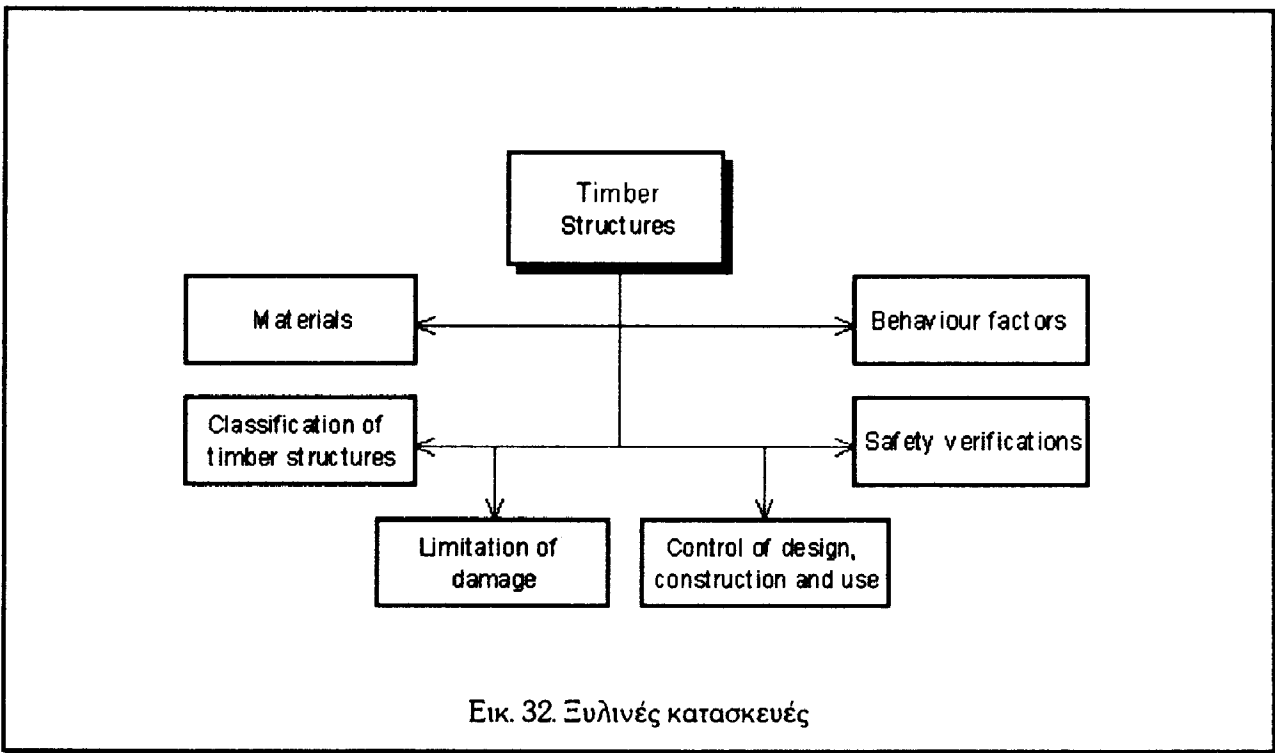 Timber
Structures
Materials
Behaviour factors
Classification of
timber structures
Safety verifications
Limitation of
damage
Control of design,
construction and use
Εικ. 32. Ξυλινές κατασκευές